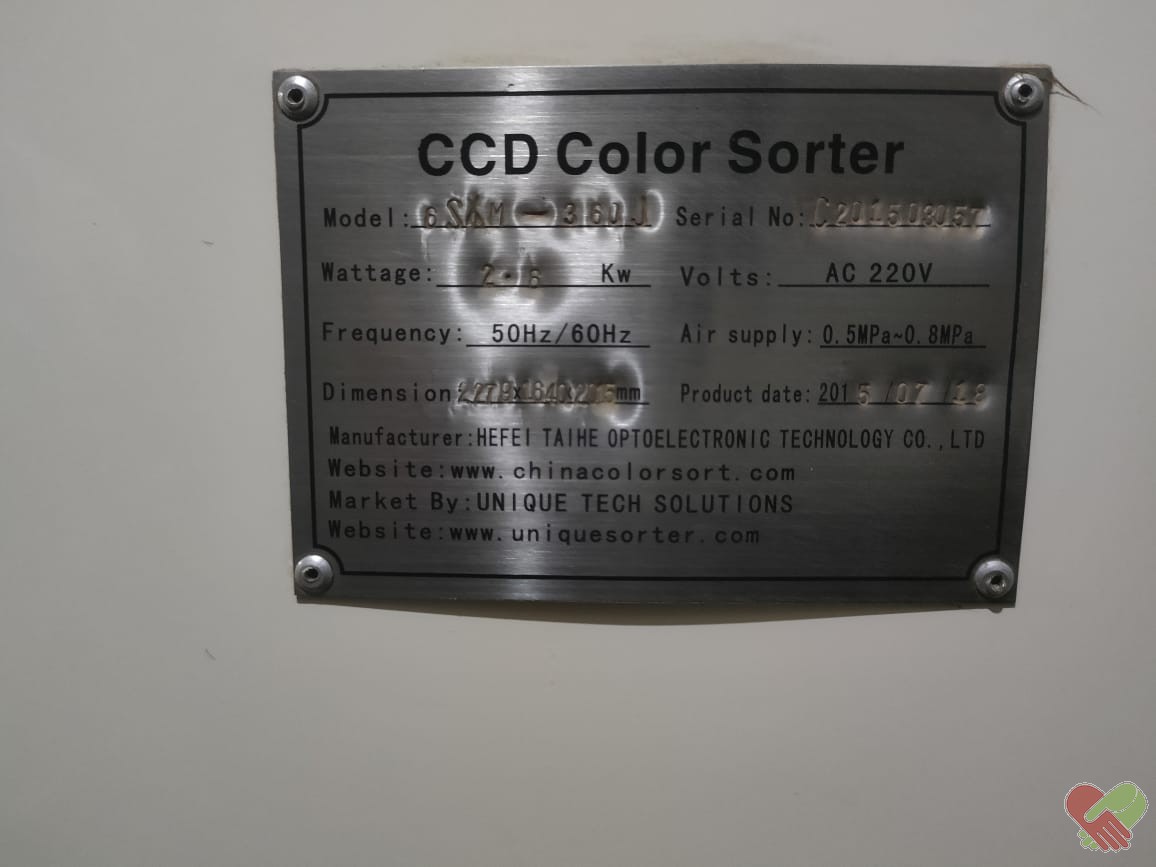 CCD Color Sorter
Model: 6SXM-360J Serial No: C201503057
Wattage: 2.6 Kw Volts: AC 220V
Frequency: 50Hz/60Hz Air supply: 0.5MPa~0.8MPa
Dimension 2279x1640x2015mm Product date: 2015/07/18
Manufacturer:HEFEI TAIHE OPTOELECTRONIC TECHNOLOGY CO.,LTD
Website:www.chinacolorsort.com
Market By:UNIQUE TECH SOLUTIONS
Website:www.uniquesorter.com